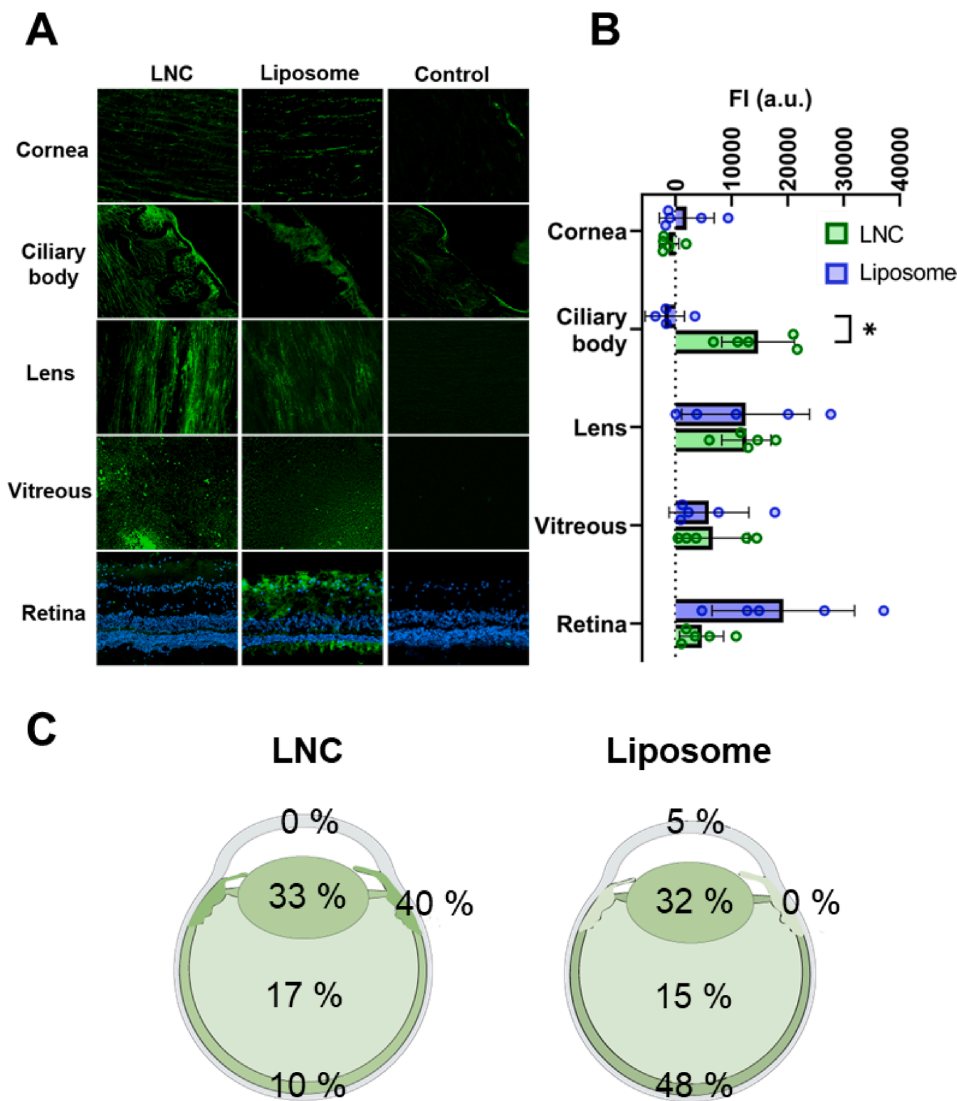 A
B
LNC
Liposome
Control
Cornea
Ciliary
body
Lens
Vitreous
Retina
FI (a.u.)
0
10000
20000
30000
40000
LNC
Liposome
Cornea
Ciliary
body
*
Lens
Vitreous
Retina
C
LNC
Liposome
0 %
33 %
40 %
17 %
10 %
5 %
32 %
0 %
15 %
48 %